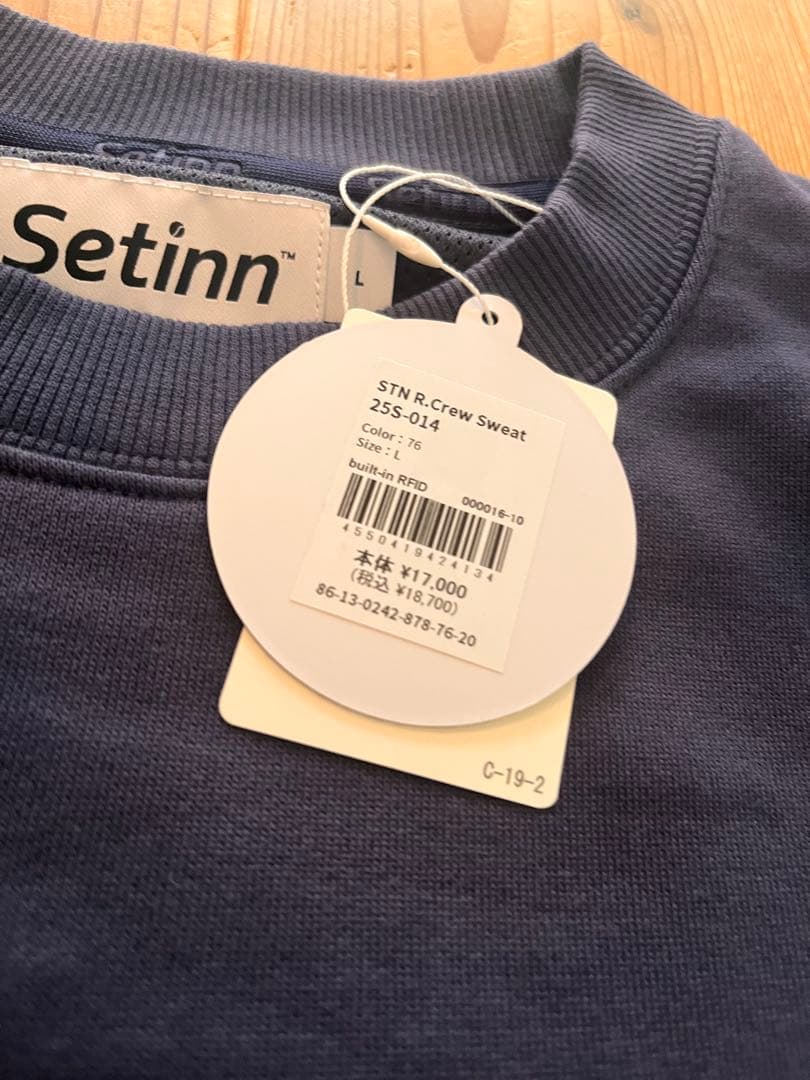 Setinn
Setinn™
L
STN R.Crew Sweat
25S-014
Color : 76
Size : L
built-in RFID
000016-10
4550419424134
本体 ¥17,000
(税込 ¥18,700)
86-13-0242-878-76-20
C-19-2